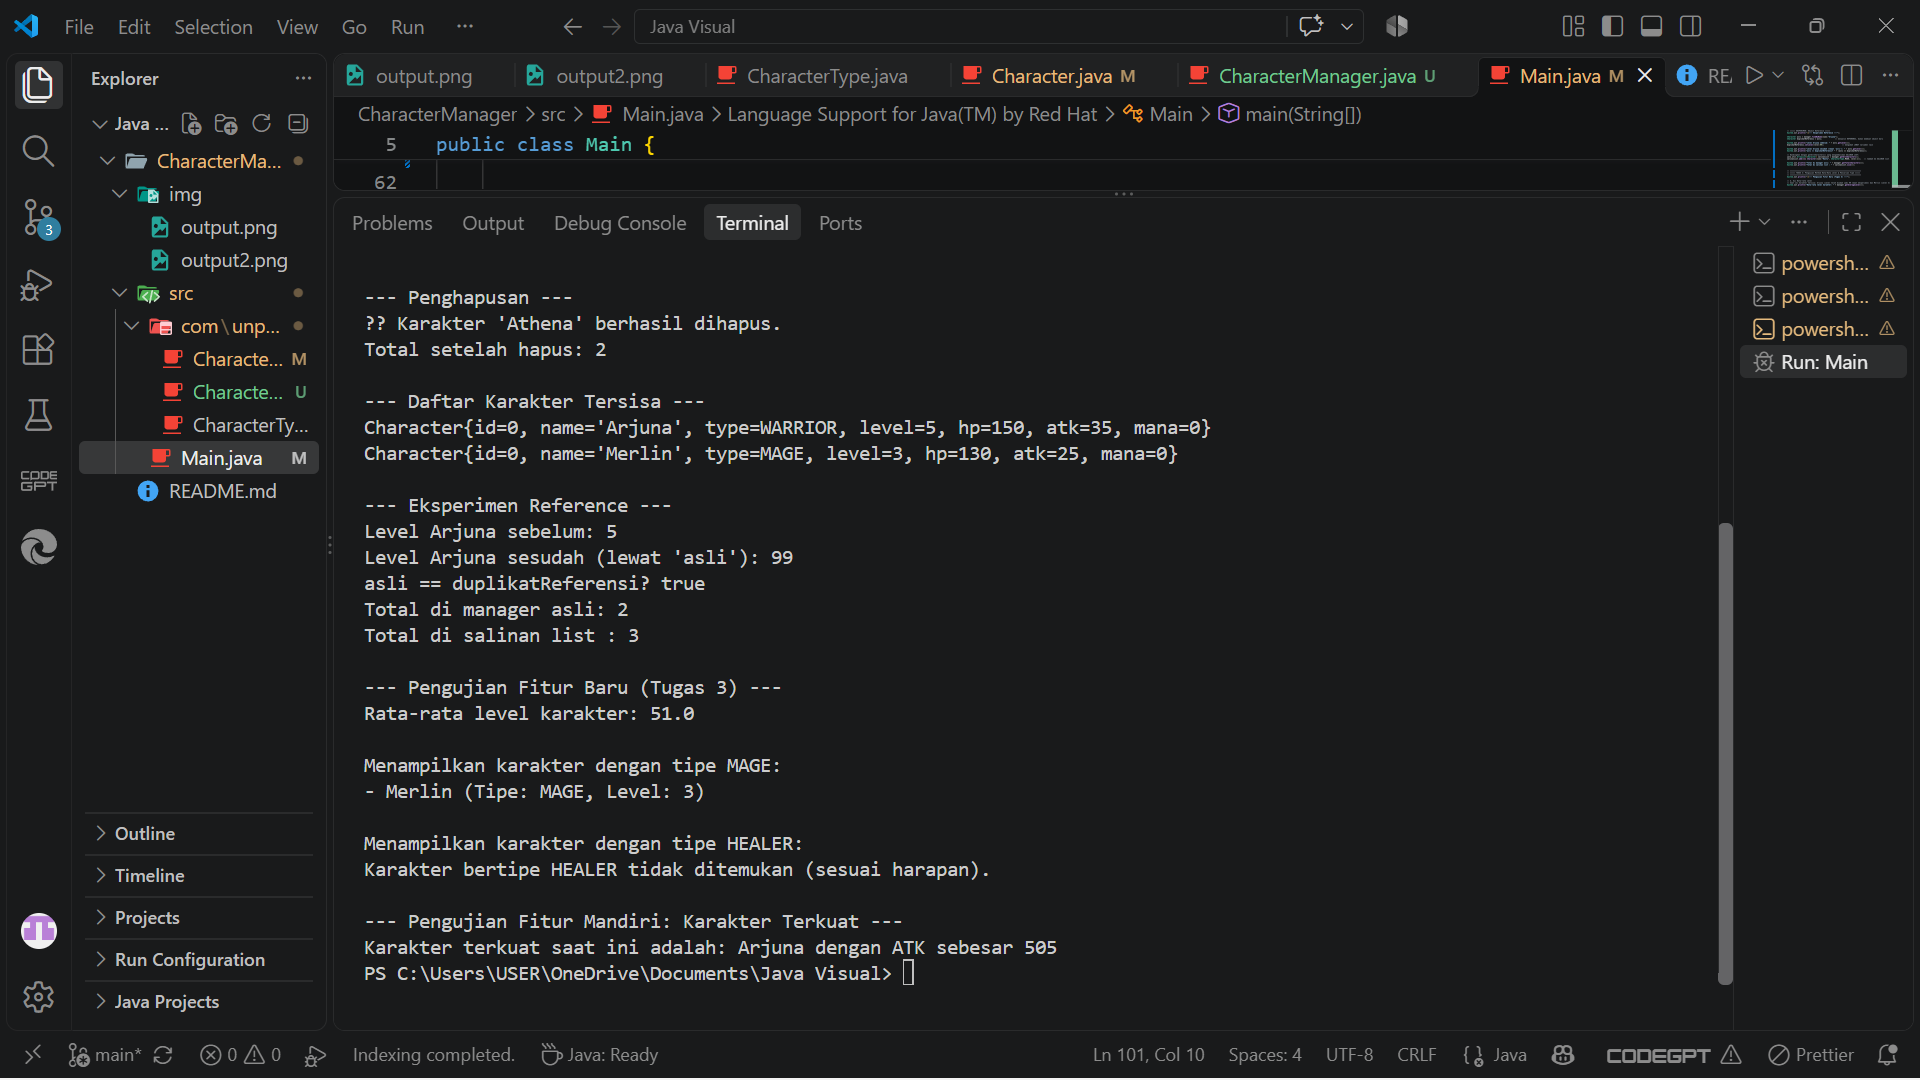 File Edit Selection View Go Run ···
Java Visual
Explorer
Java ...
CharacterMa...
img
output.png
output2.png
src
com\unp...
Characte... M
Characte... U
CharacterTy...
Main.java M
README.md
Outline
Timeline
Projects
Run Configuration
Java Projects
3
CODE GPT
output.png output2.png CharacterType.java Character.java M CharacterManager.java U Main.java M RE
CharacterManager > src > Main.java > Language Support for Java(TM) by Red Hat > Main > main(String[])
5 public class Main {
62
Problems Output Debug Console Terminal Ports
--- Penghapusan ---
?? Karakter 'Athena' berhasil dihapus.
Total setelah hapus: 2
--- Daftar Karakter Tersisa ---
Character{id=0, name='Arjuna', type=WARRIOR, level=5, hp=150, atk=35, mana=0}
Character{id=0, name='Merlin', type=MAGE, level=3, hp=130, atk=25, mana=0}
--- Eksperimen Reference ---
Level Arjuna sebelum: 5
Level Arjuna sesudah (lewat 'asli'): 99
asli == duplikatReferensi? true
Total di manager asli: 2
Total di salinan list : 3
--- Pengujian Fitur Baru (Tugas 3) ---
Rata-rata level karakter: 51.0
Menampilkan karakter dengan tipe MAGE:
- Merlin (Tipe: MAGE, Level: 3)
Menampilkan karakter dengan tipe HEALER:
Karakter bertipe HEALER tidak ditemukan (sesuai harapan).
--- Pengujian Fitur Mandiri: Karakter Terkuat ---
Karakter terkuat saat ini adalah: Arjuna dengan ATK sebesar 505
PS C:\Users\USER\OneDrive\Documents\Java Visual>
powersh...
powersh...
powersh...
Run: Main
main* 0 0 Indexing completed. Java: Ready Ln 101, Col 10 Spaces: 4 UTF-8 CRLF Java CODEGPT Prettier